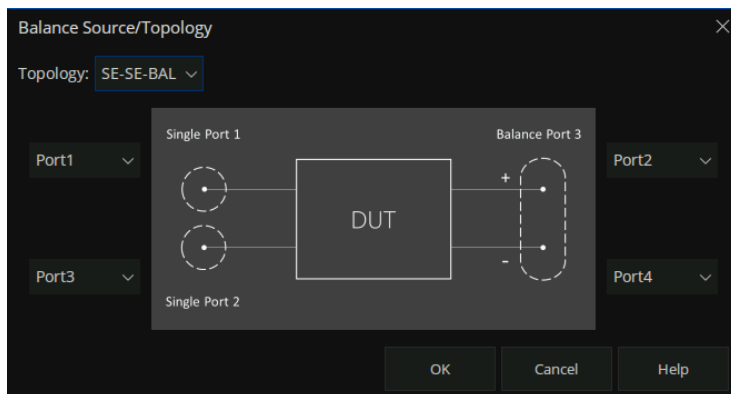 Balance Source/Topology
Topology: SE-SE-BAL
Single Port 1
Balance Port 3
Port1
Port2
+
DUT
Port3
-
Port4
Single Port 2
OK
Cancel
Help